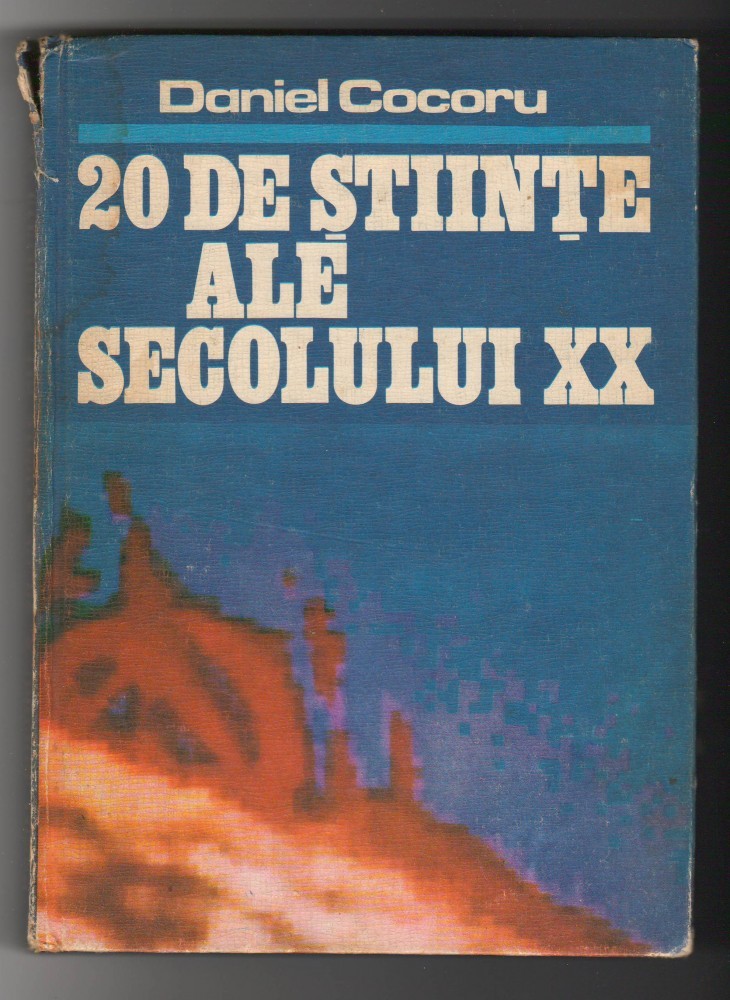 Daniel Cocoru
20 DE ȘTIINȚE
ALE
SECOLULUI XX